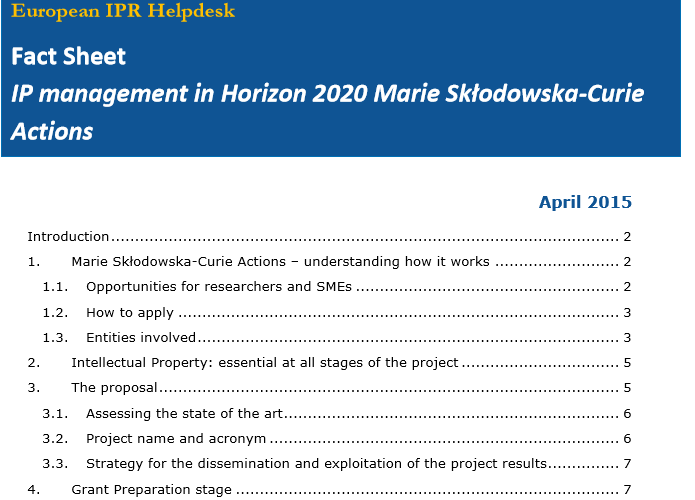 European IPR Helpdesk
Fact Sheet
IP management in Horizon 2020 Marie Skłodowska-Curie
Actions
April 2015
Introduction........................................................................................................ 2
1. Marie Skłodowska-Curie Actions – understanding how it works .......................... 2
1.1. Opportunities for researchers and SMEs ...................................................... 2
1.2. How to apply ........................................................................................... 3
1.3. Entities involved....................................................................................... 3
2. Intellectual Property: essential at all stages of the project ................................. 5
3. The proposal............................................................................................... 5
3.1. Assessing the state of the art..................................................................... 6
3.2. Project name and acronym ........................................................................ 6
3.3. Strategy for the dissemination and exploitation of the project results............... 7
4. Grant Preparation stage ............................................................................... 7